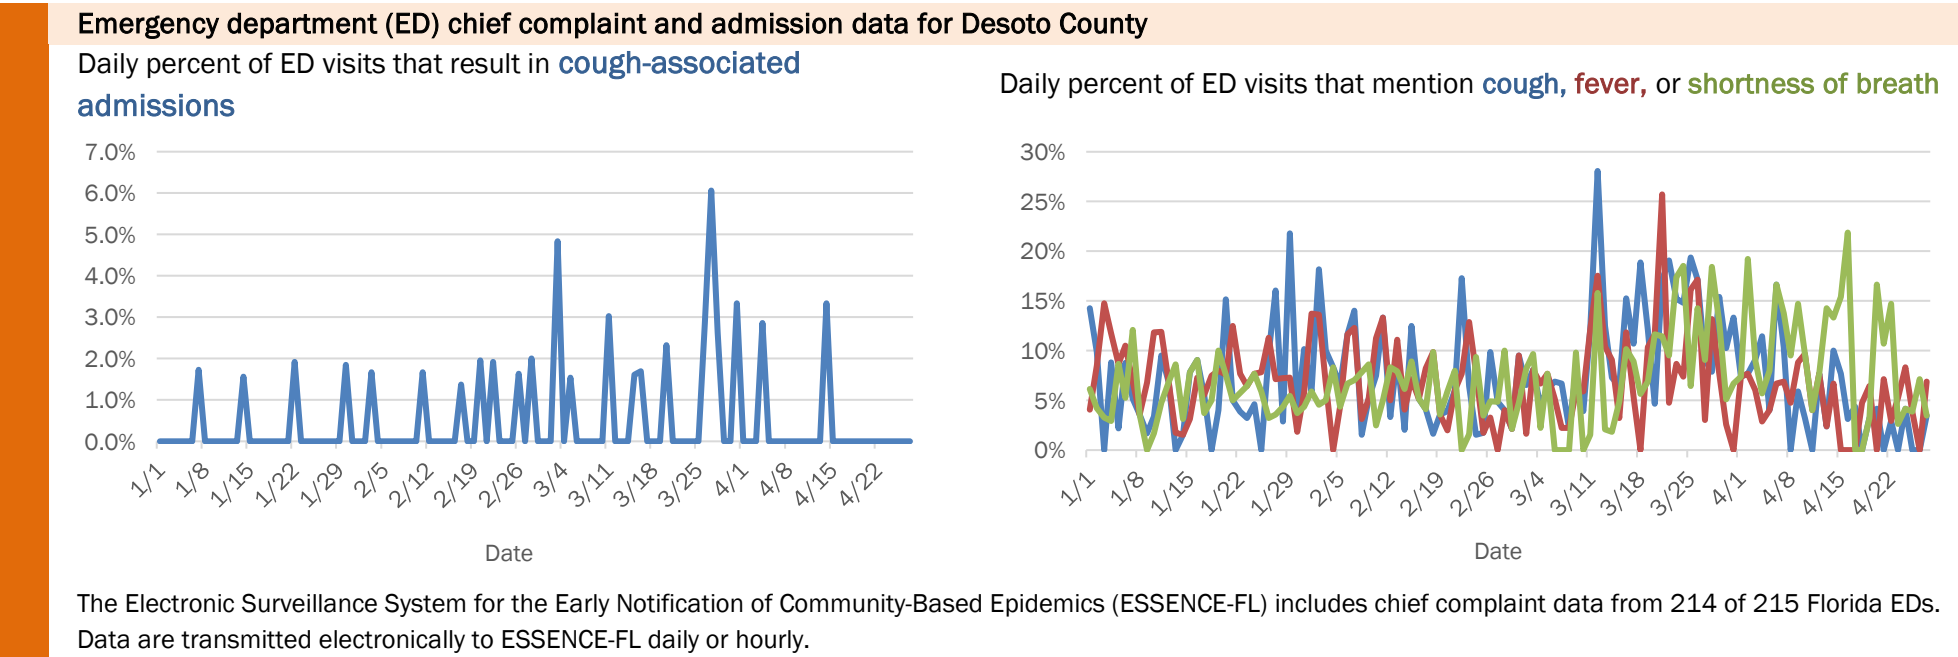 Emergency department (ED) chief complaint and admission data for Desoto County
Daily percent of ED visits that result in cough-associated
admissions
7.0%
6.0%
5.0%
4.0%
3.0%
2.0%
1.0%
0.0%
1/1 1/8 1/15 1/22 1/29 2/5 2/12 2/19 2/26 3/4 3/11 3/18 3/25 4/1 4/8 4/15 4/22
Date
Daily percent of ED visits that mention cough, fever, or shortness of breath
30%
25%
20%
15%
10%
5%
0%
1/1 1/8 1/15 1/22 1/29 2/5 2/12 2/19 2/26 3/4 3/11 3/18 3/25 4/1 4/8 4/15 4/22
Date
The Electronic Surveillance System for the Early Notification of Community-Based Epidemics (ESSENCE-FL) includes chief complaint data from 214 of 215 Florida EDs.
Data are transmitted electronically to ESSENCE-FL daily or hourly.